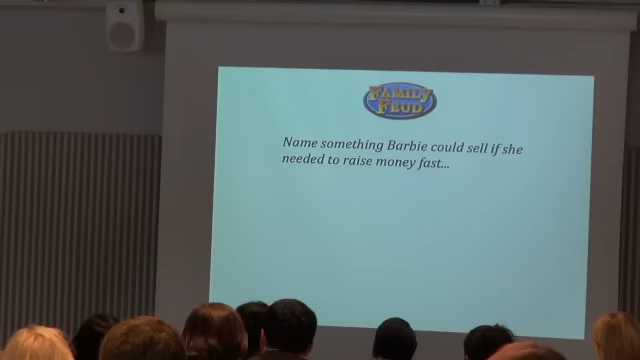 FAMILY
FEUD
Name something Barbie could sell if she
needed to raise money fast...